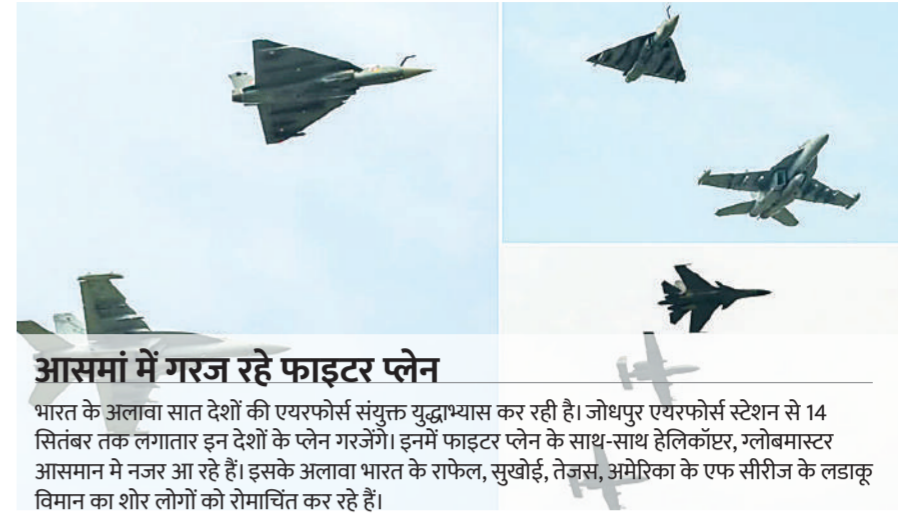 आसमां में गरज रहे फाइटर प्लेन
भारत के अलावा सात देशों की एयरफोर्स संयुक्त युद्धाभ्यास कर रही है। जोधपुर एयरफोर्स स्टेशन से 14
सितंबर तक लगातार इन देशों के प्लेन गरजेंगे। इनमें फाइटर प्लेन के साथ-साथ हेलिकॉप्टर, ग्लोबमास्टर
आसमान मे नजर आ रहे हैं। इसके अलावा भारत के राफेल, सुखोई, तेजस, अमेरिका के एफ सीरीज के लडाकू
विमान का शोर लोगों को रोमाचिंत कर रहे हैं।